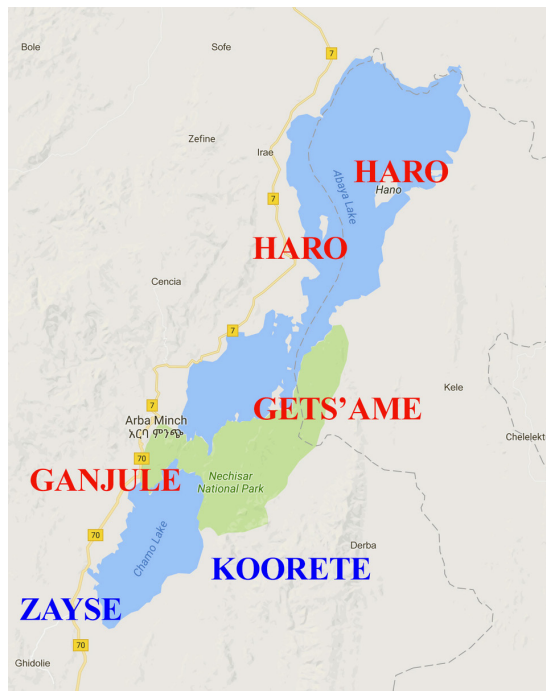 Bole
Sofe
7
Zefine
Irae
HARO
Hano
Abaya Lake
7
HARO
Cencia
7
Kele
7
GETS’AME
Arba Minch
አርባ ምንጭ
Chelelekt
70
GANJULE
Nechisar
National Park
70
Chamo Lake
Derba
KOORETE
ZAYSE
70
Ghidolie